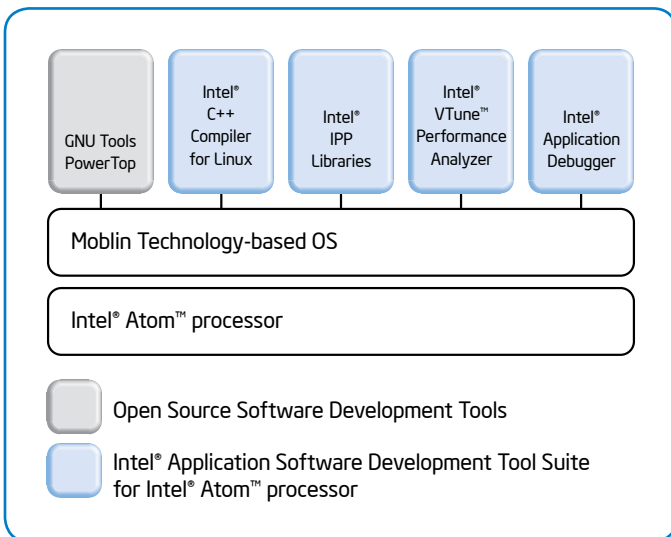 GNU Tools
PowerTop
Intel®
C++
Compiler
for Linux
Intel®
IPP
Libraries
Intel®
VTune™
Performance
Analyzer
Intel®
Application
Debugger
Moblin Technology-based OS
Intel® Atom™ processor
Open Source Software Development Tools
Intel® Application Software Development Tool Suite
for Intel® Atom™ processor